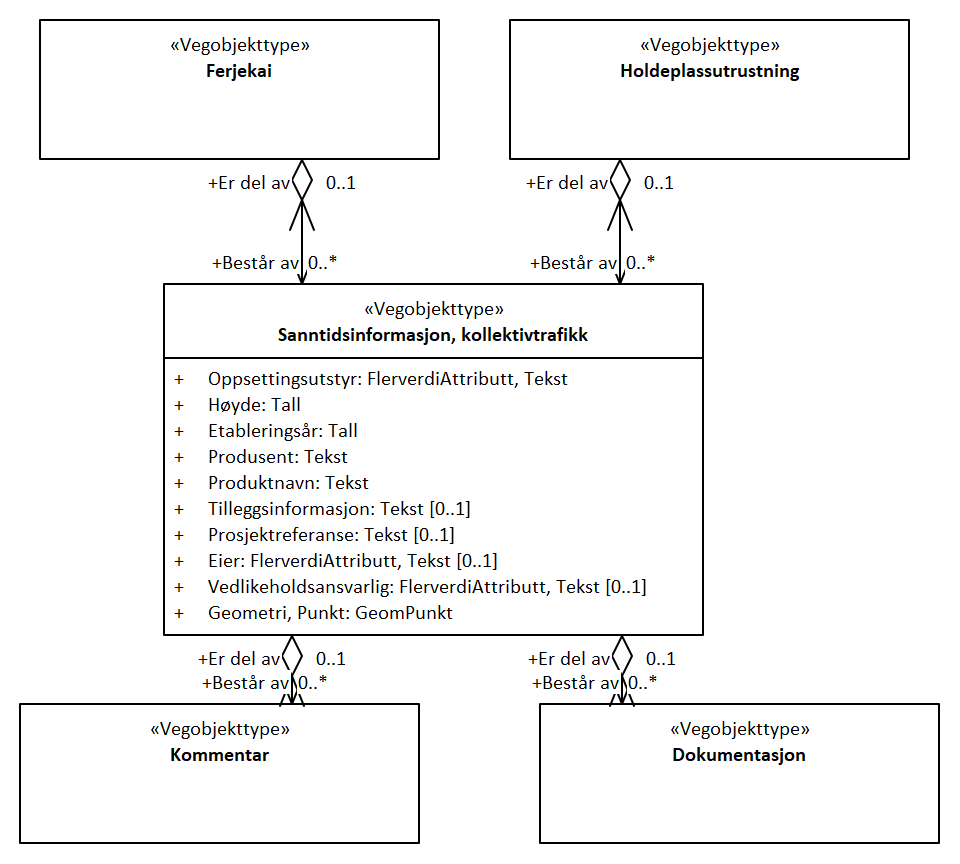 «Vegobjekttype»
Ferjekai
«Vegobjekttype»
Holdeplassutrustning
+Er del av 0..1
+Er del av 0..1
+Består av 0..*
+Består av 0..*
«Vegobjekttype»
Sanntidsinformasjon, kollektivtrafikk
+ Oppsettingsutstyr: FlerverdiAttributt, Tekst
+ Høyde: Tall
+ Etableringsår: Tall
+ Produsent: Tekst
+ Produktnavn: Tekst
+ Tilleggsinformasjon: Tekst [0..1]
+ Prosjektreferanse: Tekst [0..1]
+ Eier: FlerverdiAttributt, Tekst [0..1]
+ Vedlikeholdsansvarlig: FlerverdiAttributt, Tekst [0..1]
+ Geometri, Punkt: GeomPunkt
+Er del av 0..1
+Er del av 0..1
+Består av 0..*
+Består av 0..*
«Vegobjekttype»
Kommentar
«Vegobjekttype»
Dokumentasjon